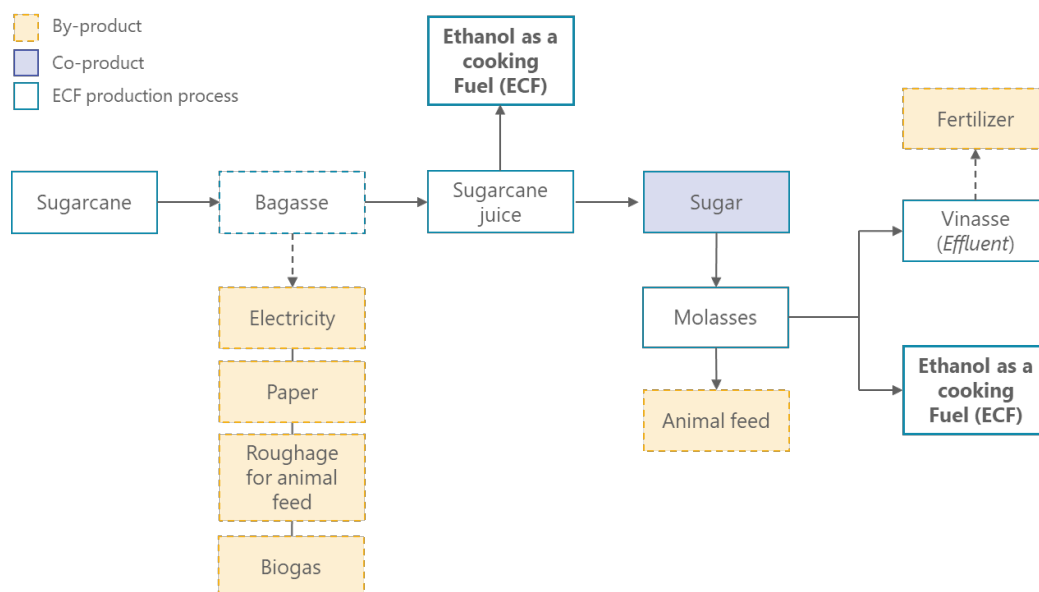 By-product
Co-product
ECF production process
Ethanol as a
cooking
Fuel (ECF)
Fertilizer
Sugarcane
Bagasse
Sugarcane
juice
Sugar
Vinasse
(Effluent)
Electricity
Molasses
Paper
Ethanol as a
cooking
Fuel (ECF)
Animal feed
Roughage
for animal
feed
Biogas